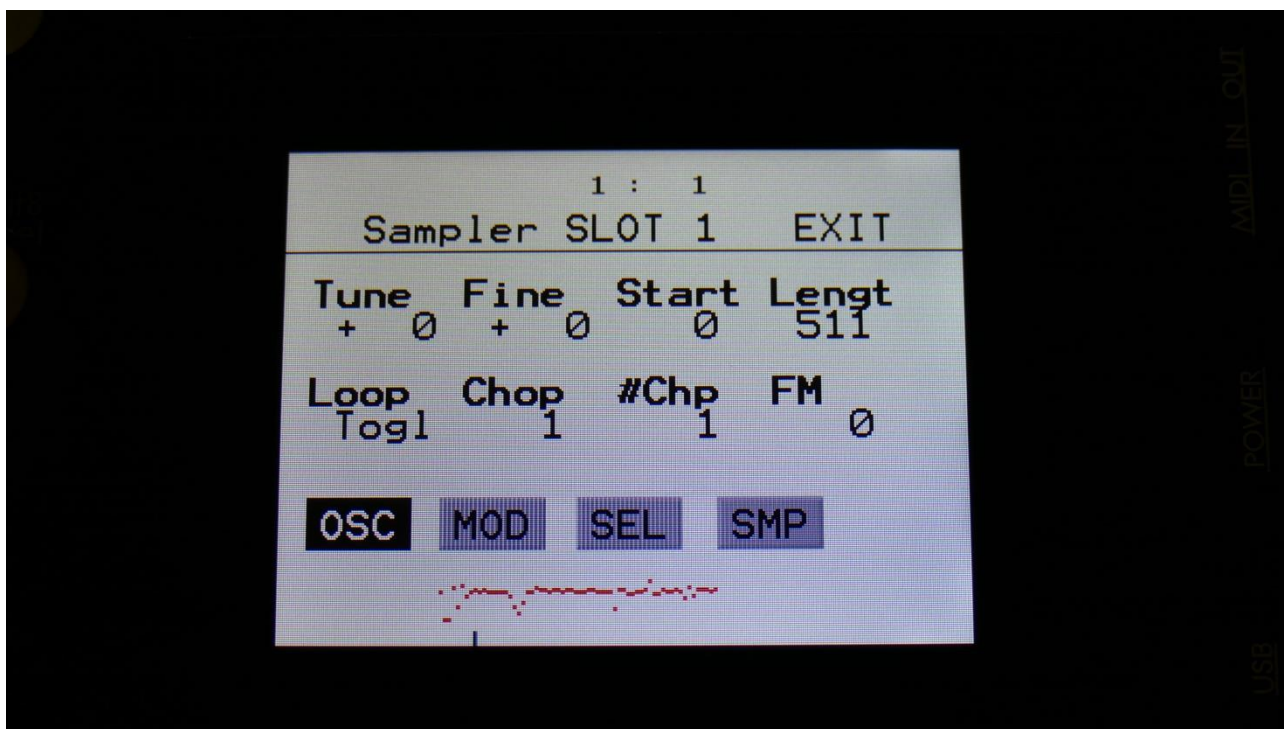 1 : 1
Sampler SLOT 1 EXIT
Tune Fine Start Lengt
+ 0 + 0 0 511
Loop Chop #Chp FM
Togl 1 1 0
OSC MOD SEL SMP
MIDI IN OUT
POWER
USB